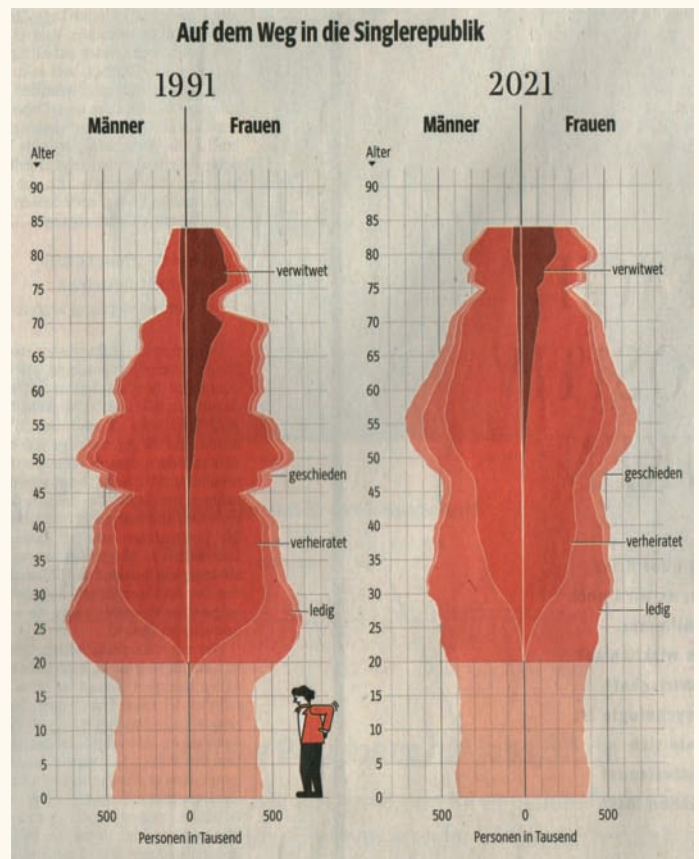 Auf dem Weg in die Singlerepublik
1991
Männer
Frauen
Alter
90
85
80
75
70
65
60
55
50
45
40
35
30
25
20
15
10
5
0
verwitwet
geschieden
verheiratet
ledig
500
0
500
Personen in Tausend
2021
Männer
Frauen
Alter
90
85
80
75
70
65
60
55
50
45
40
35
30
25
20
15
10
5
0
verwitwet
geschieden
verheiratet
ledig
500
0
500
Personen in Tausend